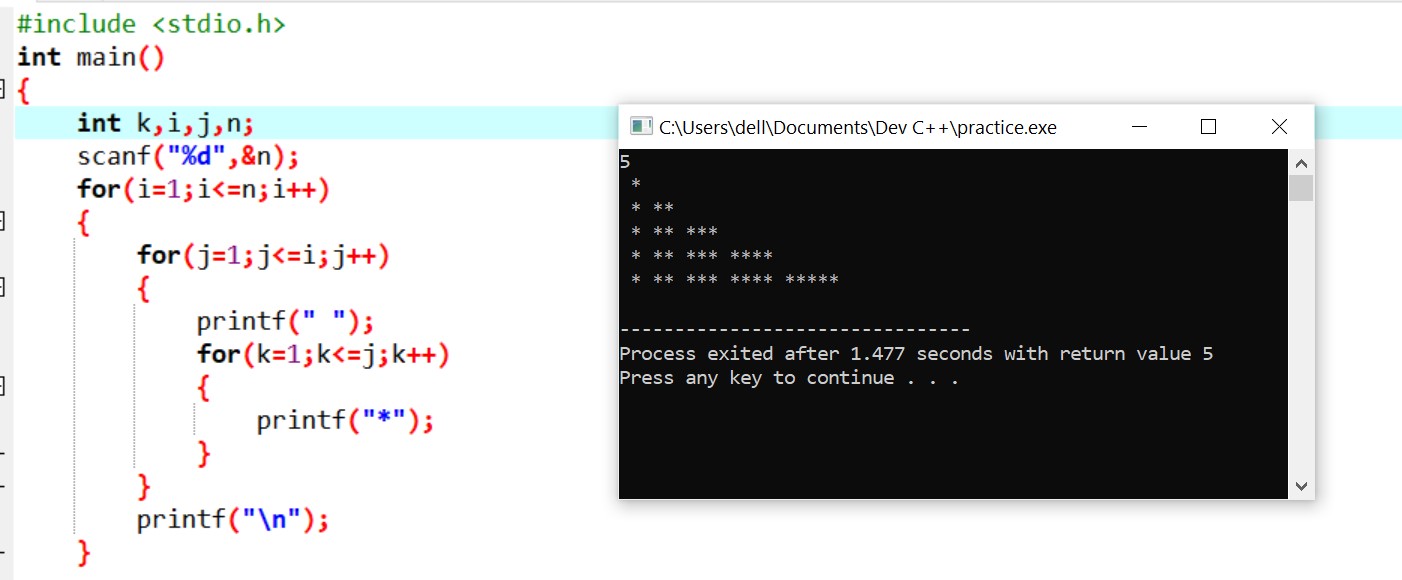 #include <stdio.h>
int main()
{
    int k,i,j,n;
    scanf("%d",&n);
    for(i=1;i<=n;i++)
    {
        for(j=1;j<=i;j++)
        {
            printf(" ");
            for(k=1;k<=j;k++)
            {
                printf("*");
            }
        }
        printf("\n");
    }
C:\Users\dell\Documents\Dev C++\practice.exe
5
 *
 * **
 * ** ***
 * ** *** ****
 * ** *** **** *****
--------------------------------
Process exited after 1.477 seconds with return value 5
Press any key to continue . . .